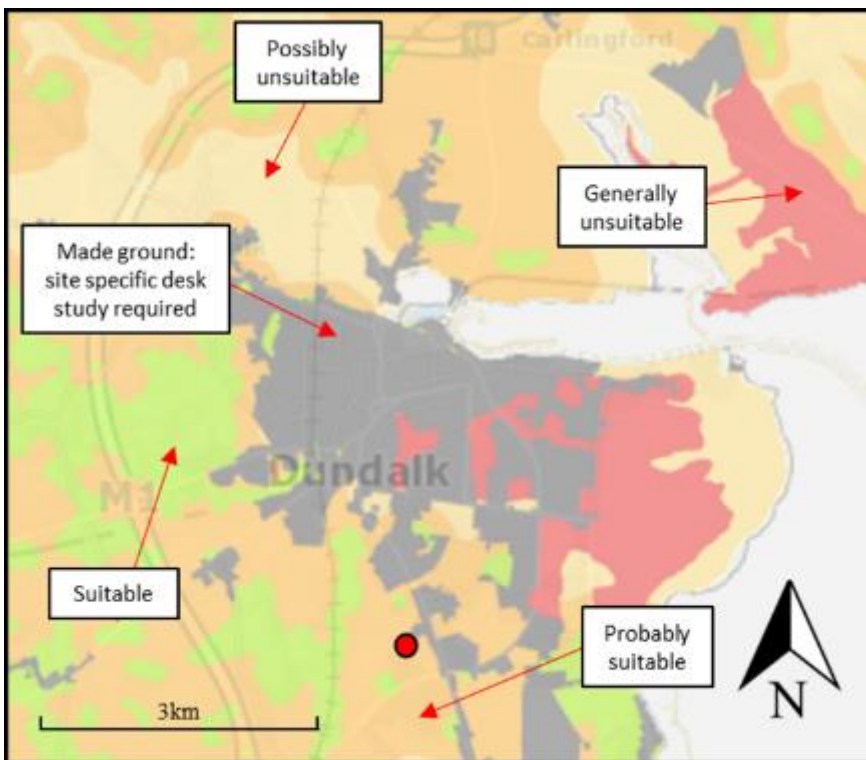 Possibly
unsuitable
Carlingford
Generally
unsuitable
Made ground:
site specific desk
study required
Dundalk
M1
Suitable
Probably
suitable
3km
N